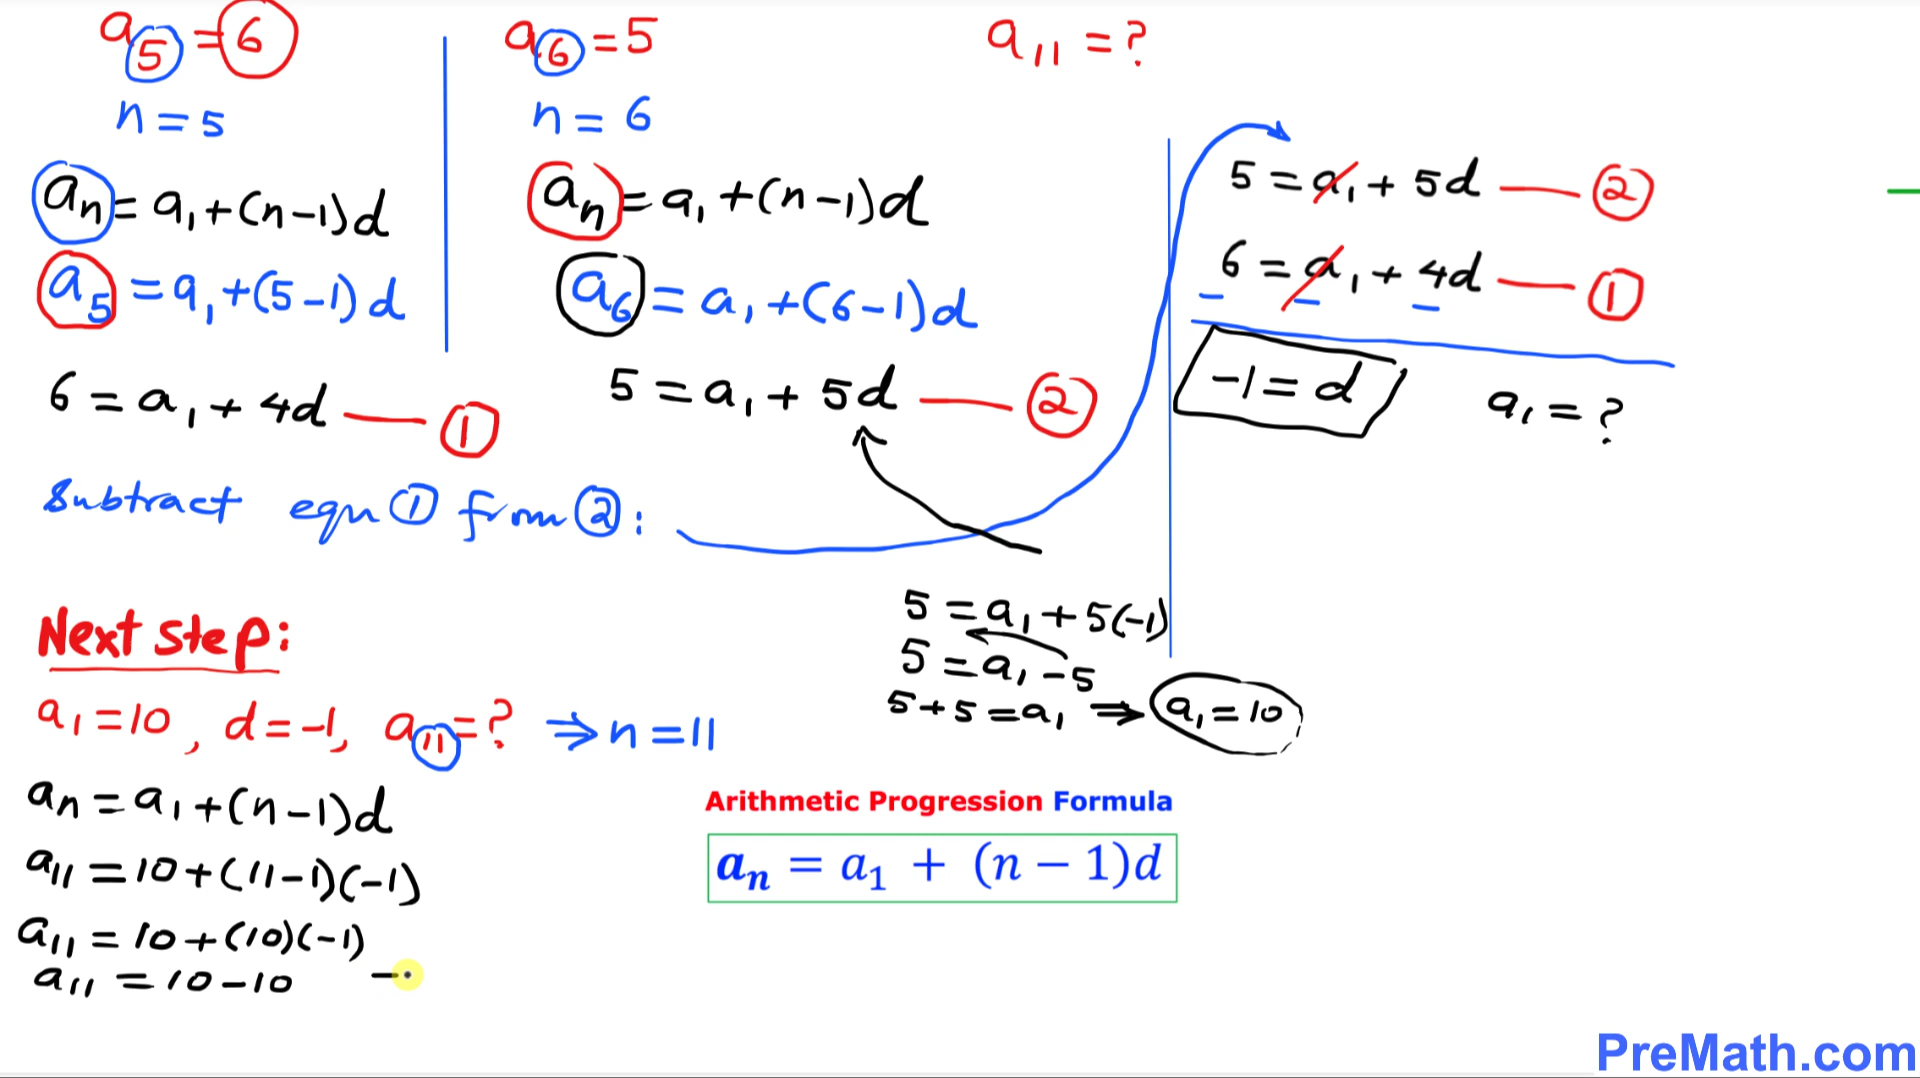 a₅ = 6
n = 5
aₙ = a₁ + (n-1)d
a₅ = a₁ + (5-1)d
6 = a₁ + 4d — ①
a₆ = 5
n = 6
aₙ = a₁ + (n-1)d
a₆ = a₁ + (6-1)d
5 = a₁ + 5d — ②
a₁₁ = ?
Subtract eqn ① from ②:
5 = a₁ + 5d — ②
6 = a₁ + 4d — ①
- - -
-1 = d
a₁ = ?
5 = a₁ + 5(-1)
5 = a₁ - 5
5 + 5 = a₁ ⇒ a₁ = 10
Next step:
a₁ = 10, d = -1, a₁₁ = ? ⇒ n = 11
aₙ = a₁ + (n-1)d
a₁₁ = 10 + (11-1)(-1)
a₁₁ = 10 + (10)(-1)
a₁₁ = 10 - 10
Arithmetic Progression Formula
aₙ = a₁ + (n − 1)d
PreMath.com